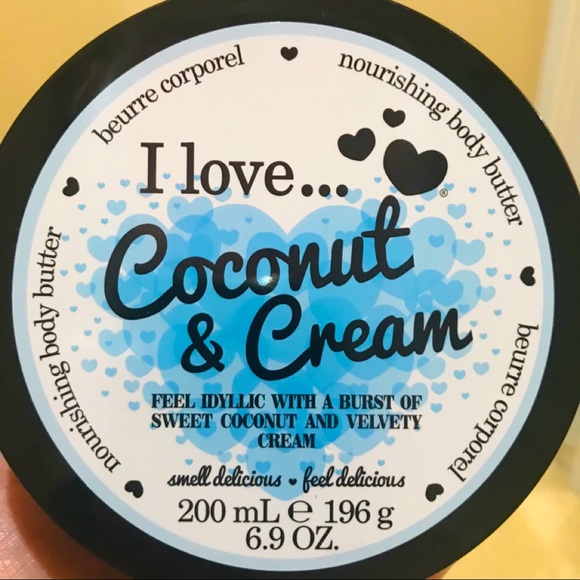 beurre corporel
nourishing body butter
I love...
®
Coconut
& Cream
FEEL IDYLLIC WITH A BURST OF
SWEET COCONUT AND VELVETY
CREAM
smell delicious ♥ feel delicious
200 mL ℮ 196 g
6.9 OZ.
nourishing body butter
beurre corporel